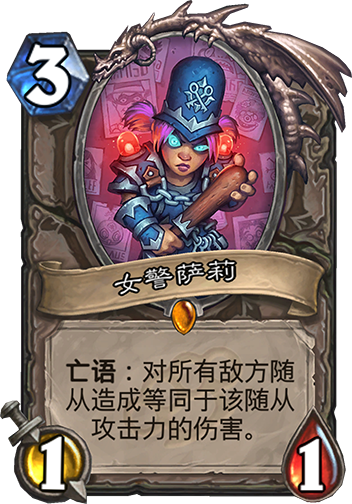 3
女警萨莉
亡语：对所有敌方随
从造成等同于该随从
攻击力的伤害。
1
1